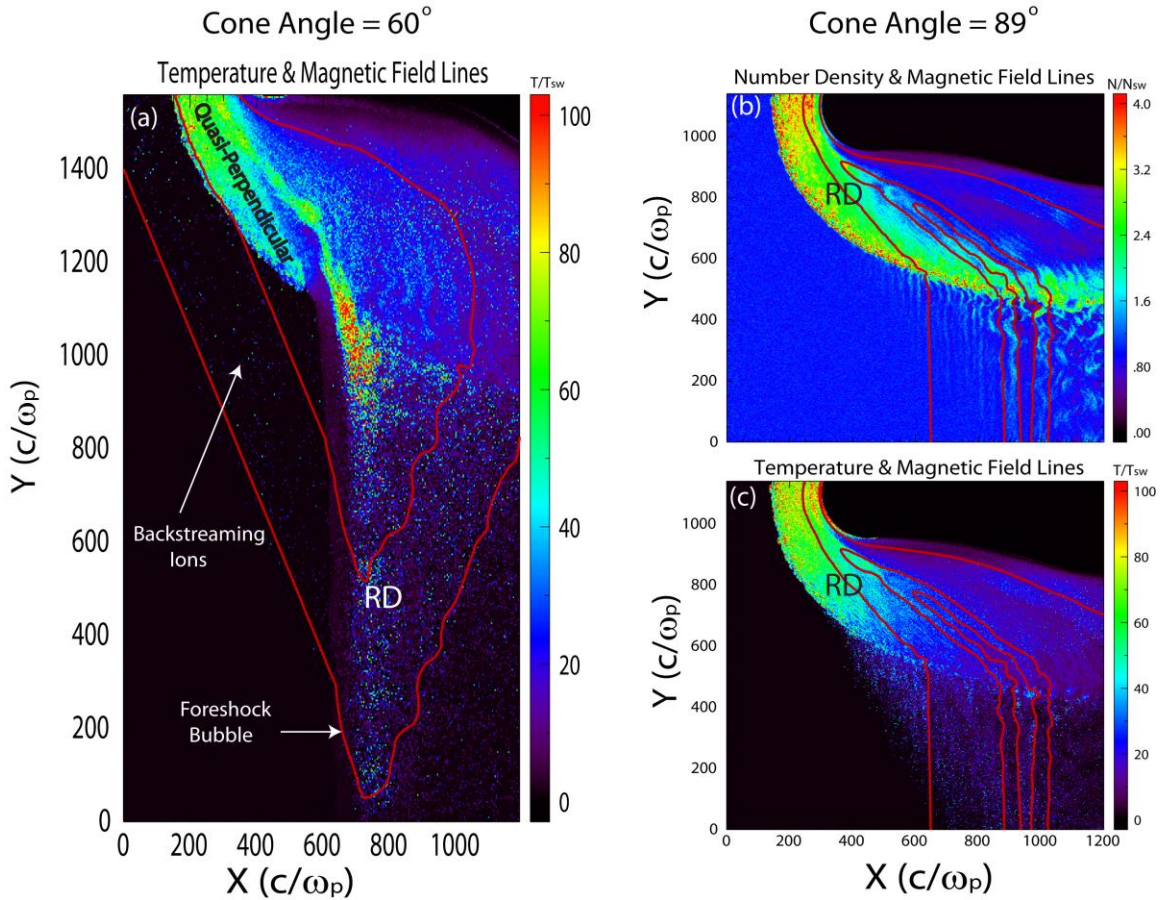 Cone Angle = 60°
Temperature & Magnetic Field Lines
T/Tsw
(a)
Quasi-Perpendicular
100
80
60
40
20
0
1400
1200
1000
800
600
400
200
0
Y (c/ωp)
Backstreaming
Ions
RD
Foreshock
Bubble
0 200 400 600 800 1000
X (c/ωp)
Cone Angle = 89°
Number Density & Magnetic Field Lines
N/Nsw
(b)
RD
4.0
3.2
2.4
1.6
.80
.00
1000
800
600
400
200
0
Y (c/ωp)
Temperature & Magnetic Field Lines
T/Tsw
(c)
RD
100
80
60
40
20
0
1000
800
600
400
200
0
Y (c/ωp)
0 200 400 600 800 1000 1200
X (c/ωp)